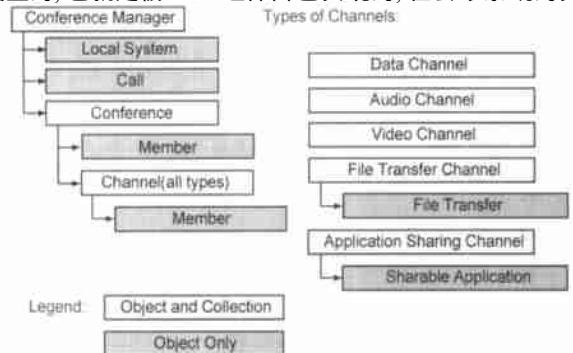 Conference Manager
Local System
Call
Conference
Member
Channel(all types)
Member
Types of Channels:
Data Channel
Audio Channel
Video Channel
File Transfer Channel
File Transfer
Application Sharing Channel
Sharable Application
Legend:
Object and Collection
Object Only